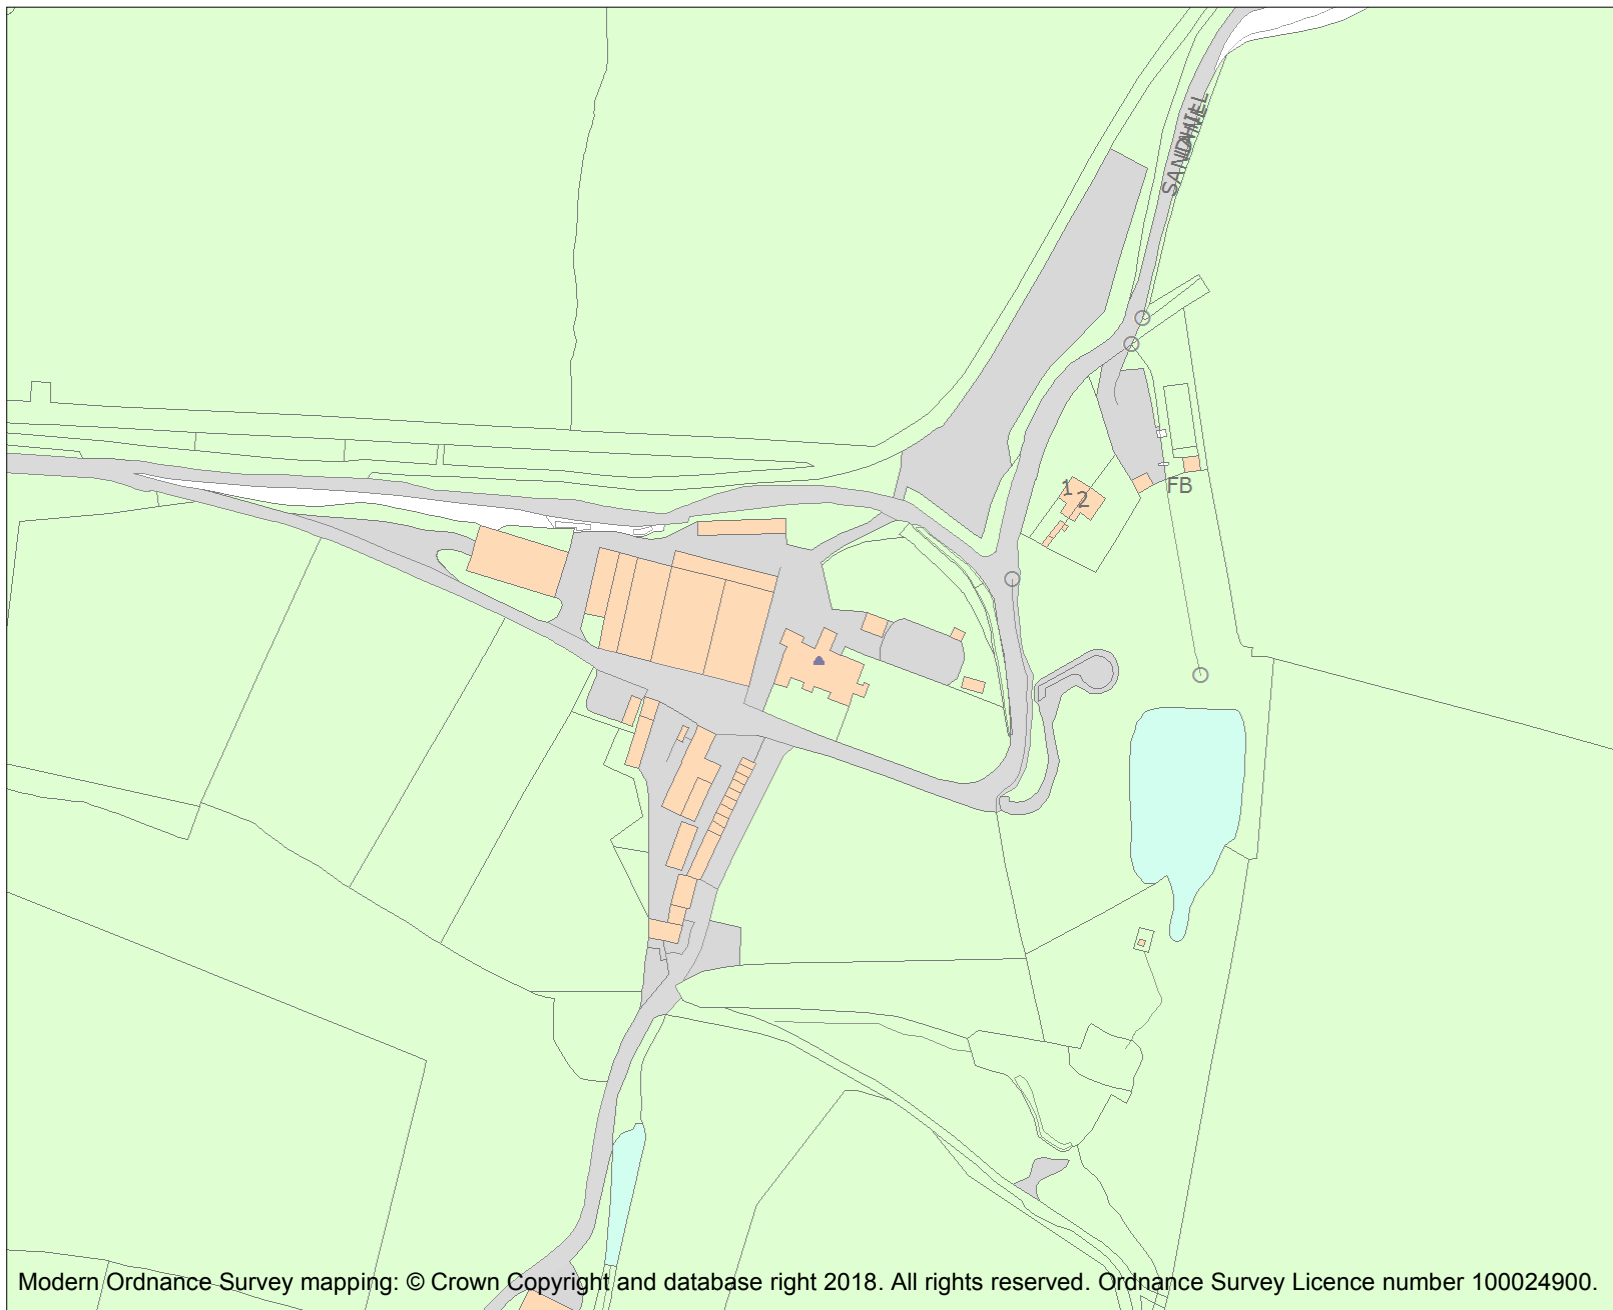 SANDHILL LANE
1
2
FB
Modern Ordnance Survey mapping: © Crown Copyright and database right 2018. All rights reserved. Ordnance Survey Licence number 100024900.